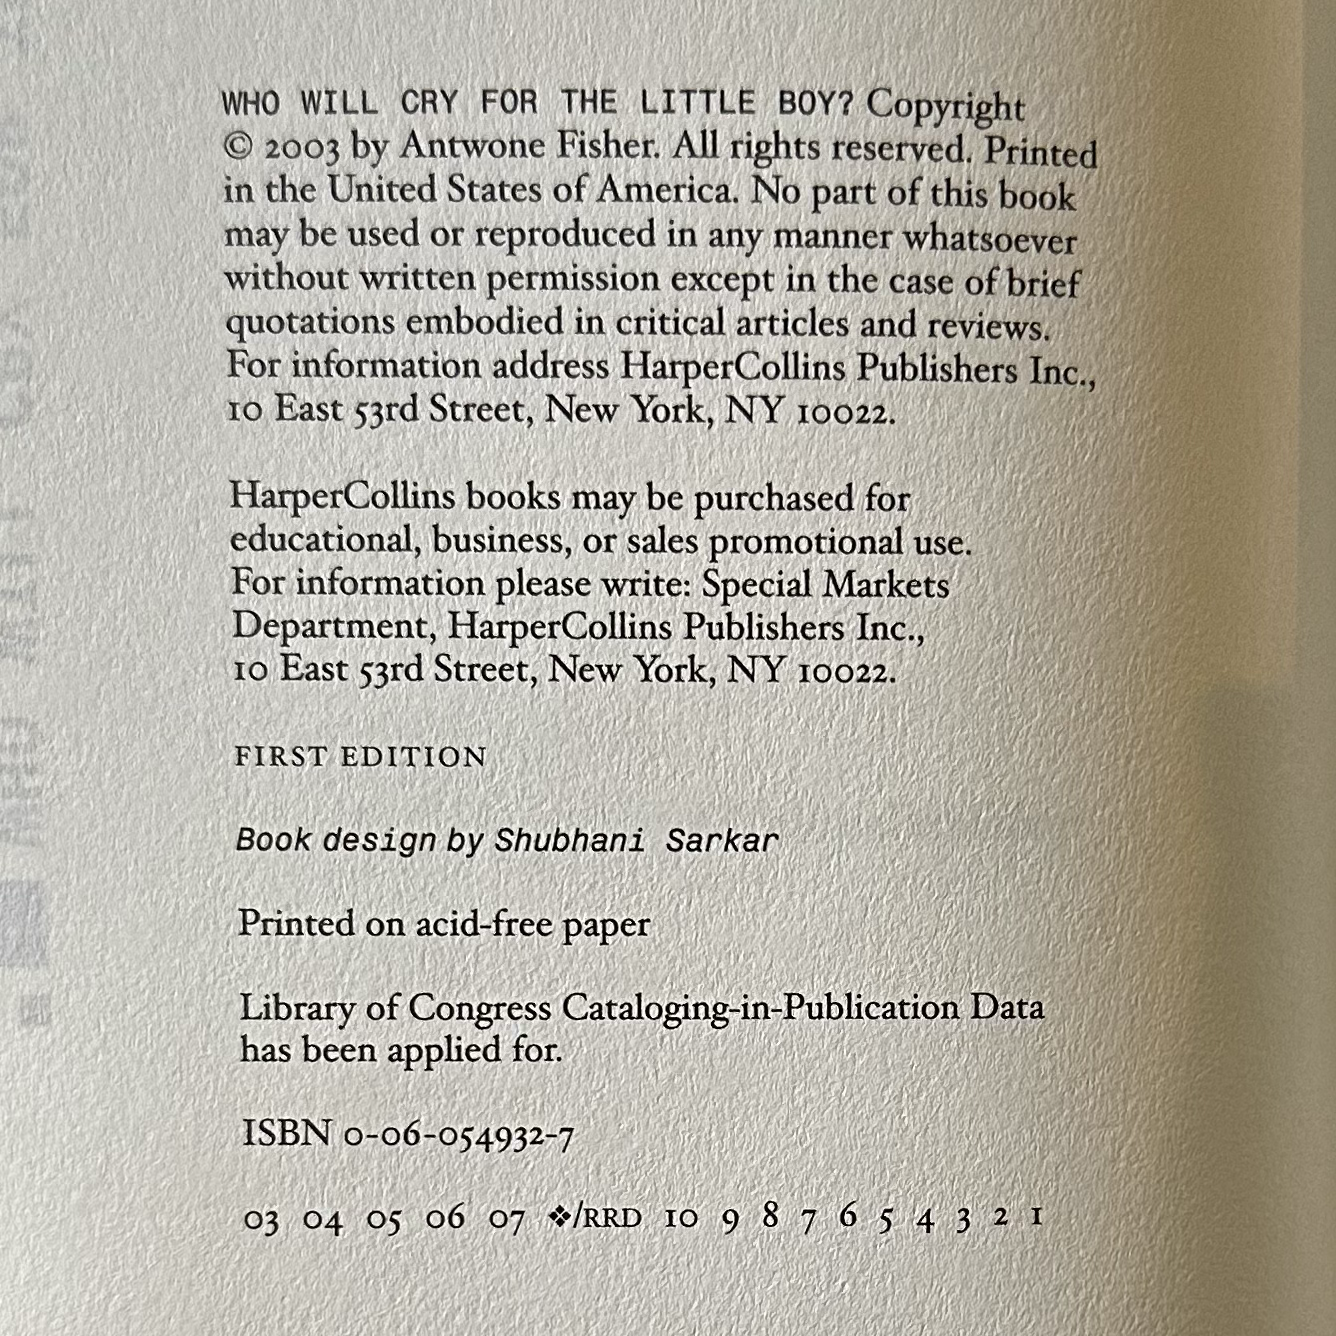 WHO WILL CRY FOR THE LITTLE BOY? Copyright
© 2003 by Antwone Fisher. All rights reserved. Printed
in the United States of America. No part of this book
may be used or reproduced in any manner whatsoever
without written permission except in the case of brief
quotations embodied in critical articles and reviews.
For information address HarperCollins Publishers Inc.,
10 East 53rd Street, New York, NY 10022.
HarperCollins books may be purchased for
educational, business, or sales promotional use.
For information please write: Special Markets
Department, HarperCollins Publishers Inc.,
10 East 53rd Street, New York, NY 10022.
FIRST EDITION
Book design by Shubhani Sarkar
Printed on acid-free paper
Library of Congress Cataloging-in-Publication Data
has been applied for.
ISBN 0-06-054932-7
03 04 05 06 07 ❖/RRD 10 9 8 7 6 5 4 3 2 1